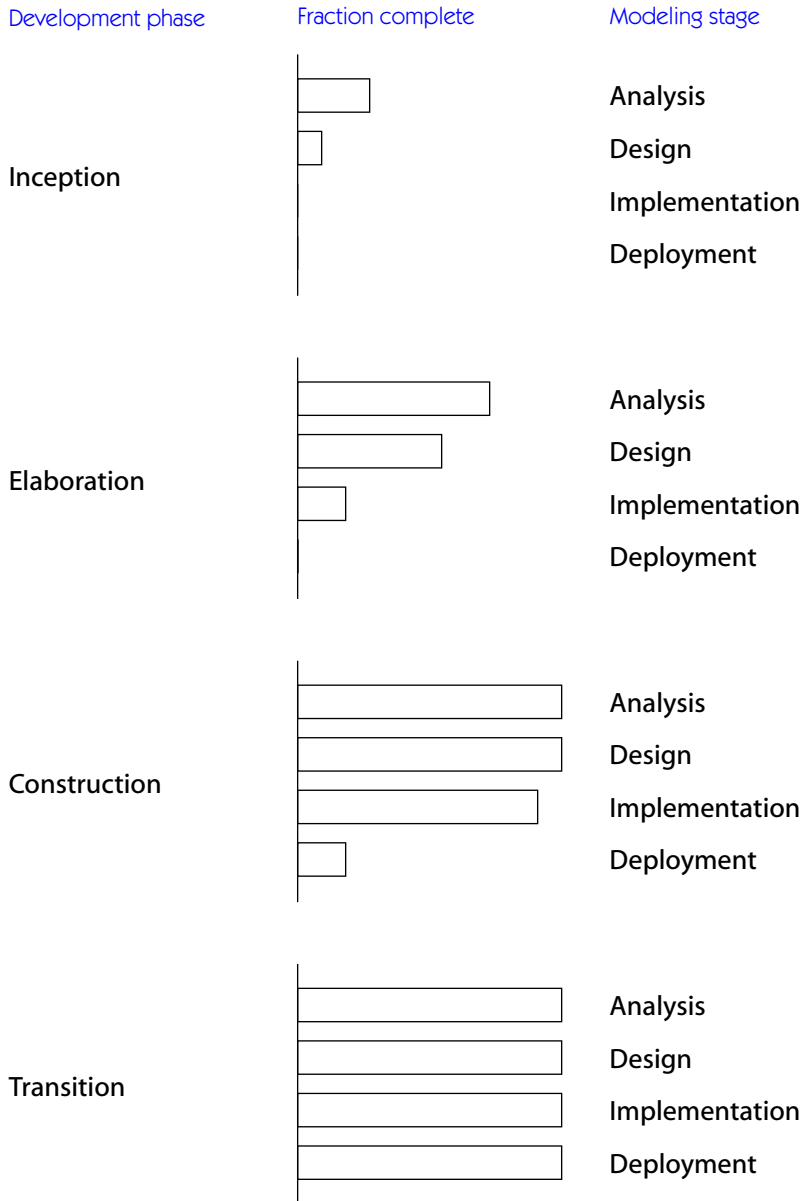 Development phase Fraction complete Modeling stage
Analysis
Design
Inception
Implementation
Deployment
Analysis
Design
Elaboration
Implementation
Deployment
Analysis
Design
Construction
Implementation
Deployment
Analysis
Design
Transition
Implementation
Deployment